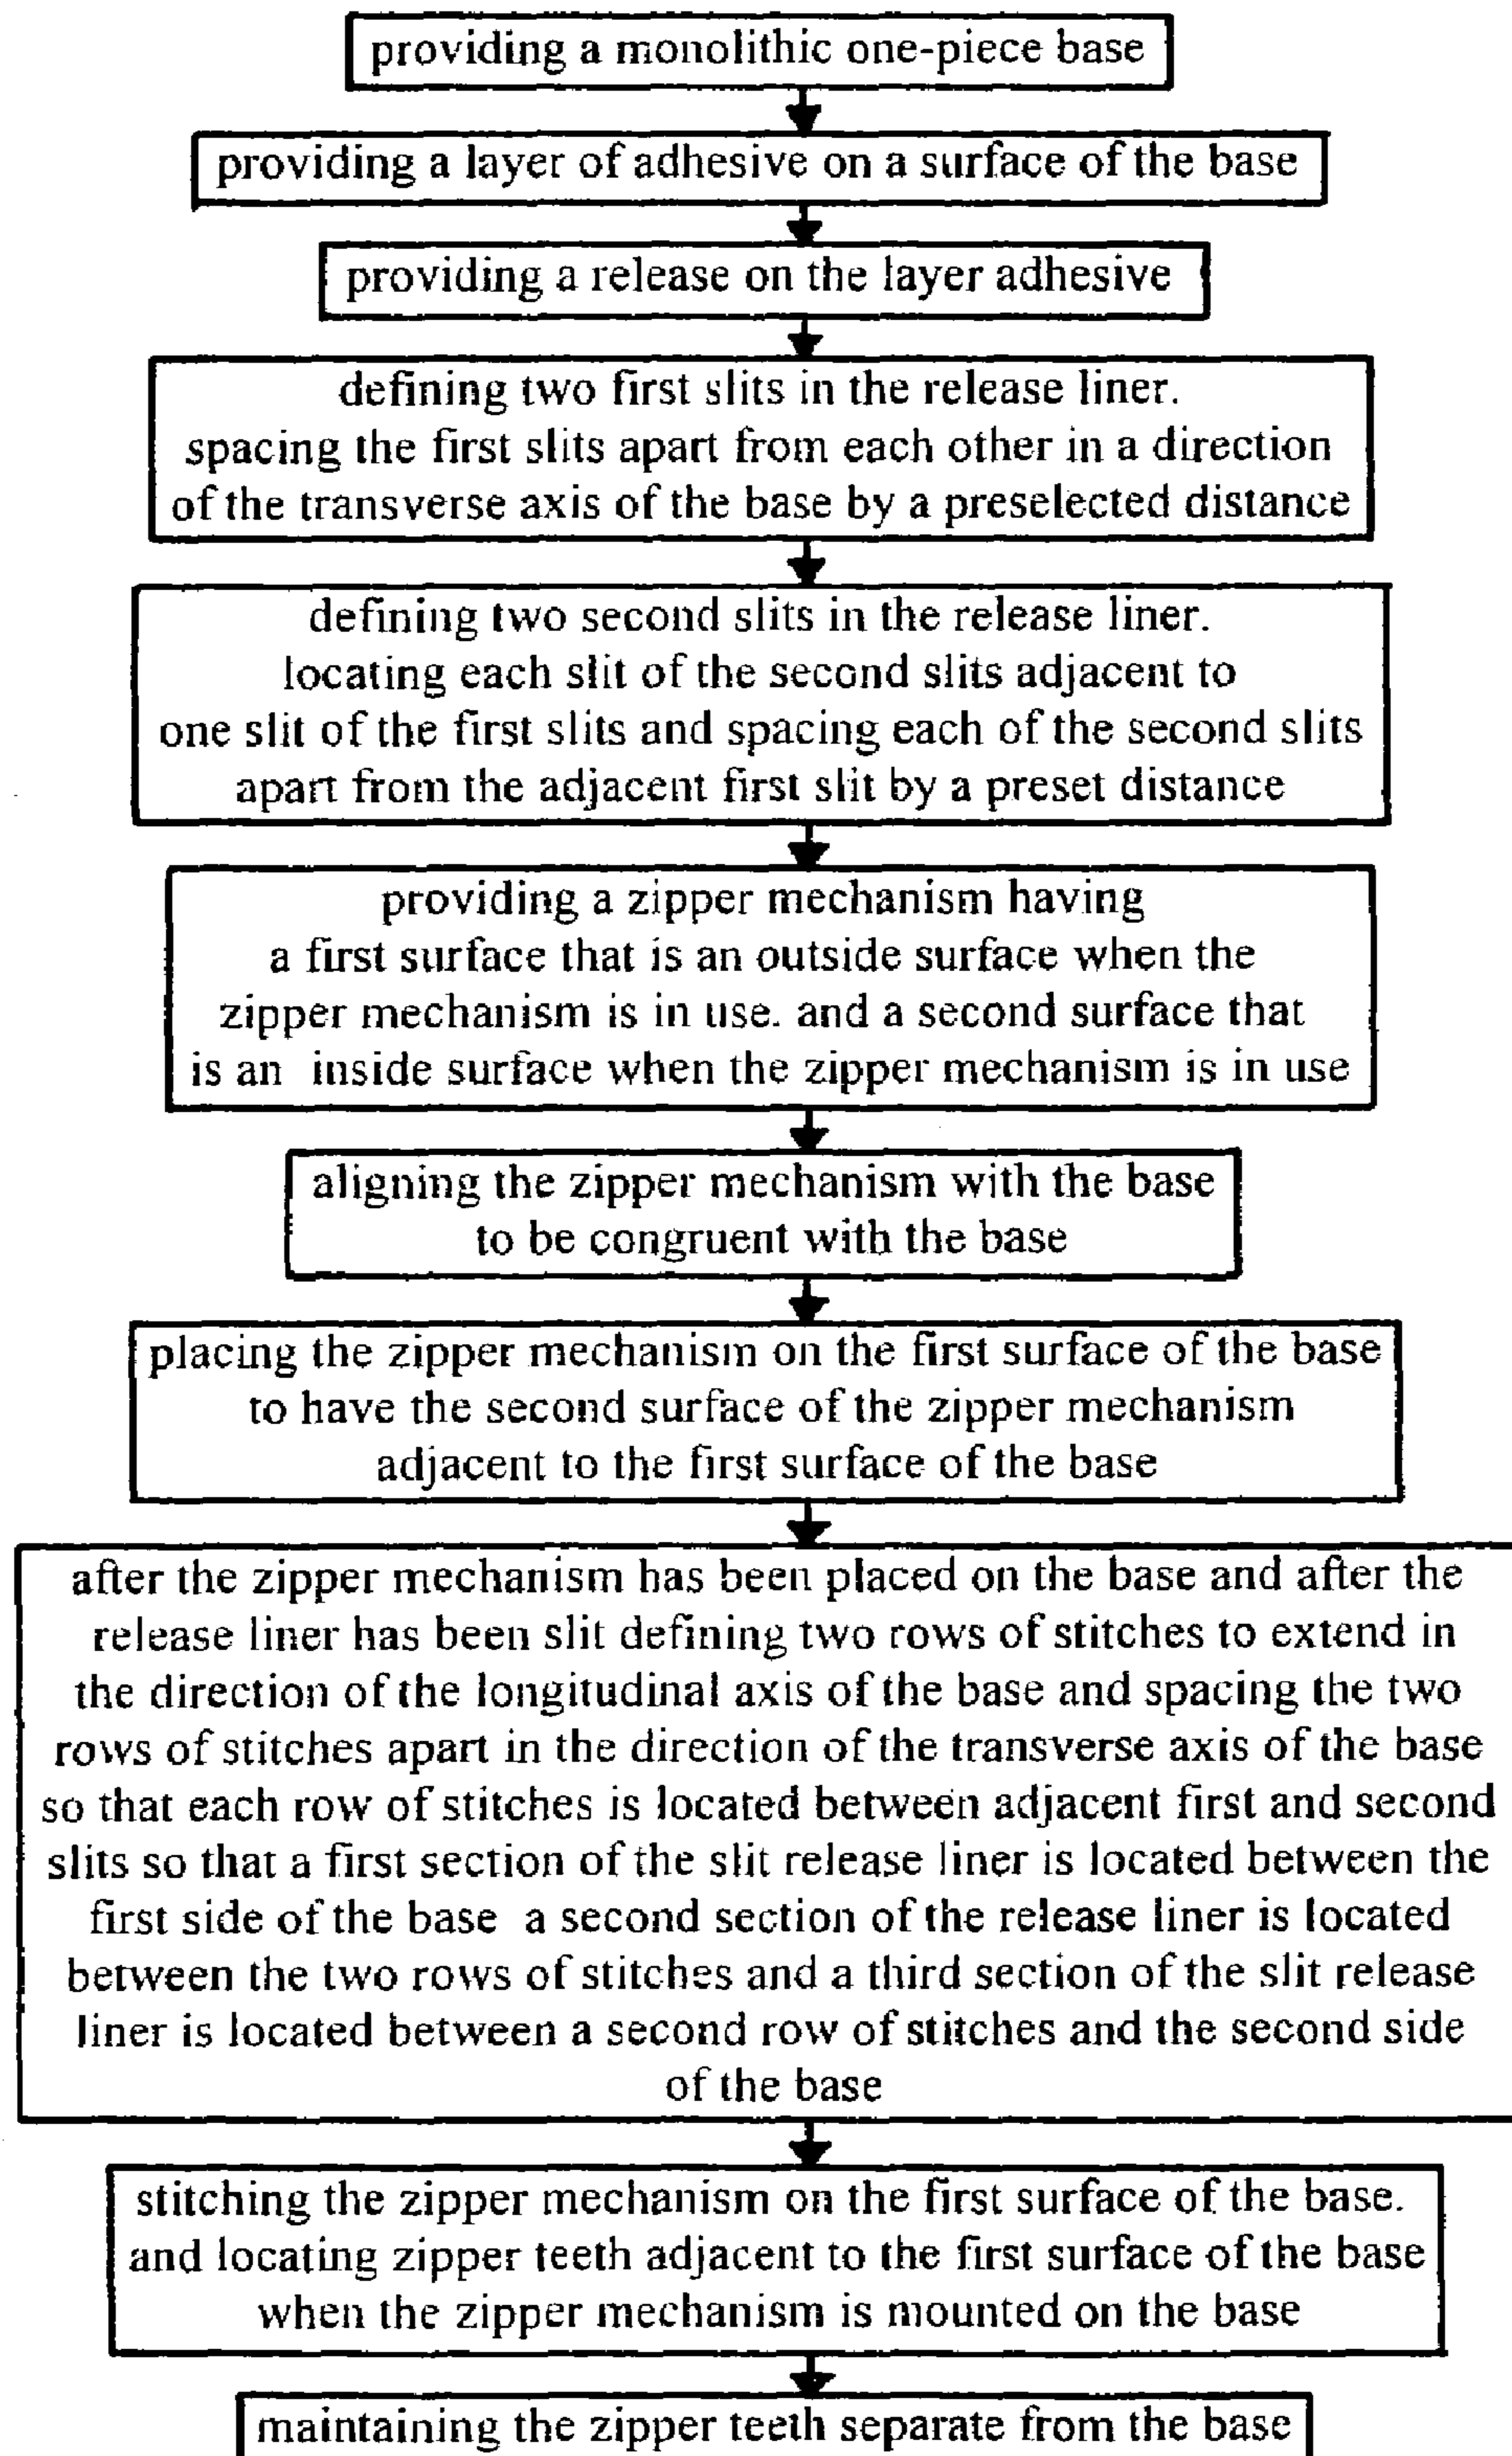 providing a monolithic one-piece base
providing a layer of adhesive on a surface of the base
providing a release on the layer adhesive
defining two first slits in the release liner.
spacing the first slits apart from each other in a direction
of the transverse axis of the base by a preselected distance
defining two second slits in the release liner.
locating each slit of the second slits adjacent to
one slit of the first slits and spacing each of the second slits
apart from the adjacent first slit by a preset distance
providing a zipper mechanism having
a first surface that is an outside surface when the
zipper mechanism is in use. and a second surface that
is an inside surface when the zipper mechanism is in use
aligning the zipper mechanism with the base
to be congruent with the base
placing the zipper mechanism on the first surface of the base
to have the second surface of the zipper mechanism
adjacent to the first surface of the base
after the zipper mechanism has been placed on the base and after the
release liner has been slit defining two rows of stitches to extend in
the direction of the longitudinal axis of the base and spacing the two
rows of stitches apart in the direction of the transverse axis of the base
so that each row of stitches is located between adjacent first and second
slits so that a first section of the slit release liner is located between the
first side of the base a second section of the release liner is located
between the two rows of stitches and a third section of the slit release
liner is located between a second row of stitches and the second side
of the base
stitching the zipper mechanism on the first surface of the base.
and locating zipper teeth adjacent to the first surface of the base
when the zipper mechanism is mounted on the base
maintaining the zipper teeth separate from the base